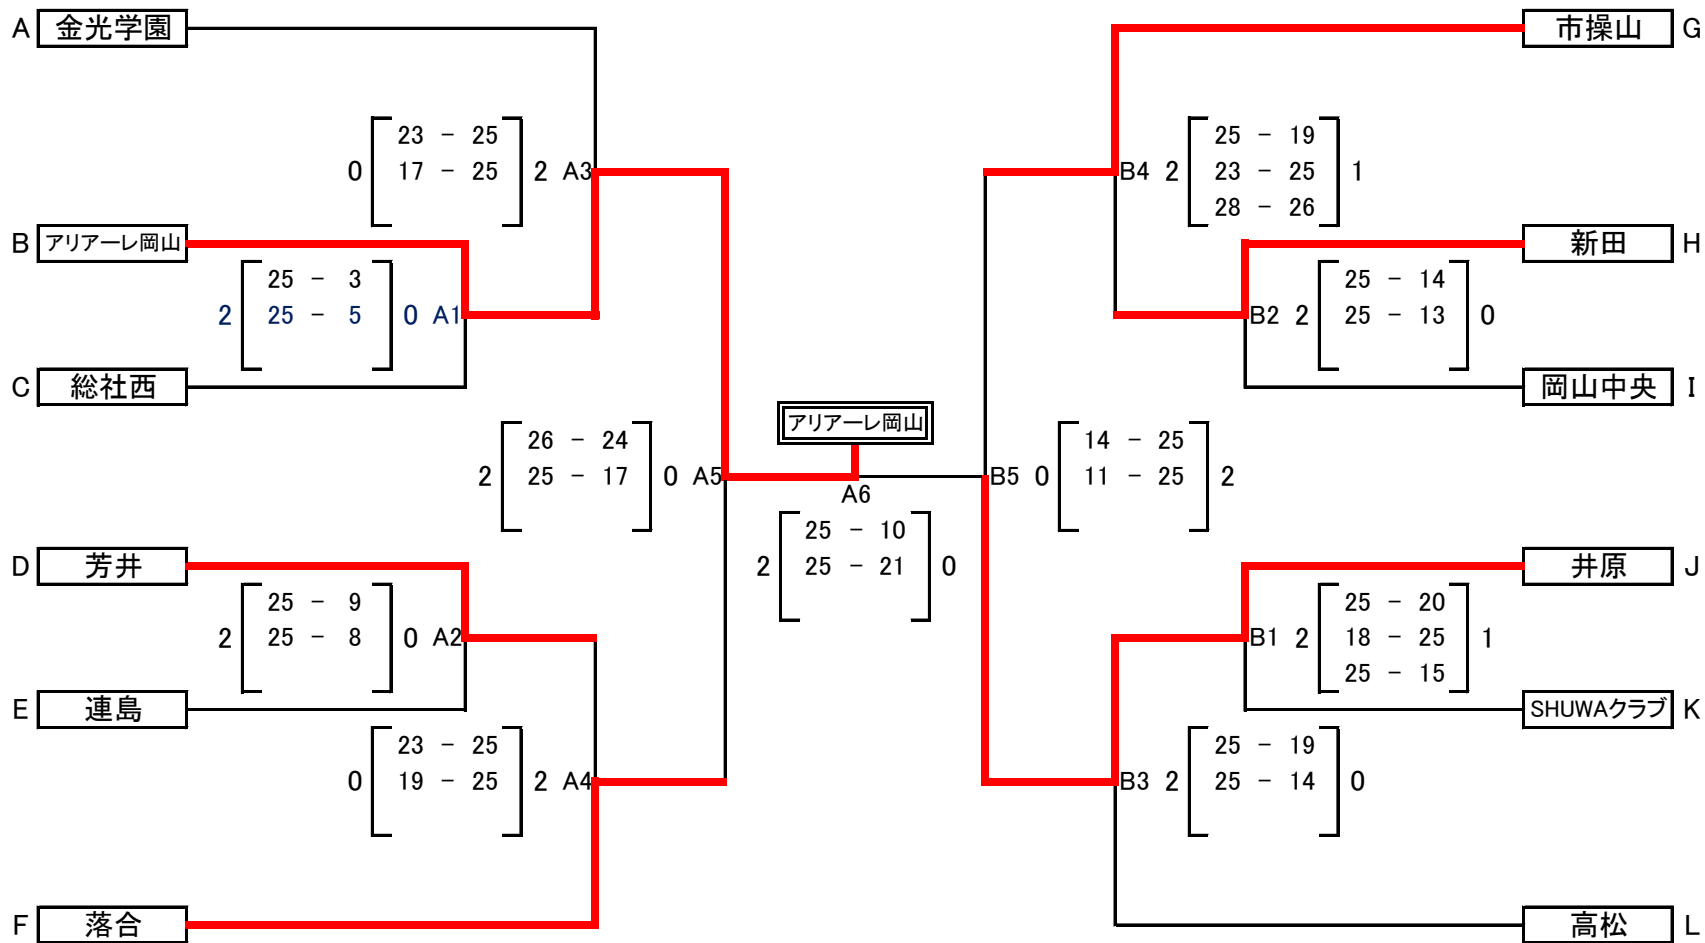 A 金光学園 市操山 G
23 - 25 25 - 19
0 17 - 25 2 A3 B4 2 23 - 25 1
28 - 26
B アリアーレ岡山 新田 H
25 - 3 25 - 14
2 25 - 5 0 A1 B2 2 25 - 13 0
C 総社西 岡山中央 I
アリアーレ岡山
26 - 24 14 - 25
2 25 - 17 0 A5 B5 0 11 - 25 2
A6
25 - 10
D 芳井 2 25 - 21 0 井原 J
25 - 9 25 - 20
2 25 - 8 0 A2 B1 2 18 - 25 1
25 - 15
E 連島 SHUWAクラブ K
23 - 25 25 - 19
0 19 - 25 2 A4 B3 2 25 - 14 0
F 落合 高松 L